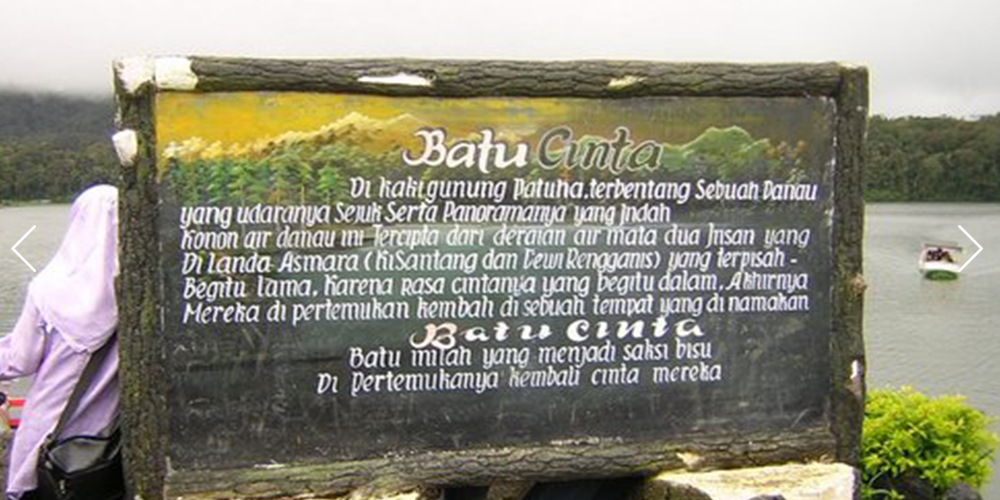 Batu Cinta
Di kaki gunung Patuha, terbentang Sebuah Danau
yang udaranya Sejuk Serta Panoramanya yang Indah
Konon air danau ini Tercipta dari deraian air mata dua Insan yang
Di Landa Asmara (KiSantang dan Dewi Rengganis) yang terpisah -
Begitu Lama. Karena Rasa cintanya yang begitu dalam. Akhirnya
Mereka di pertemukan kembali di sebuah tempat yang di namakan
Batu Cinta
Batu inilah yang menjadi saksi bisu
Di Pertemukanya kembali cinta mereka